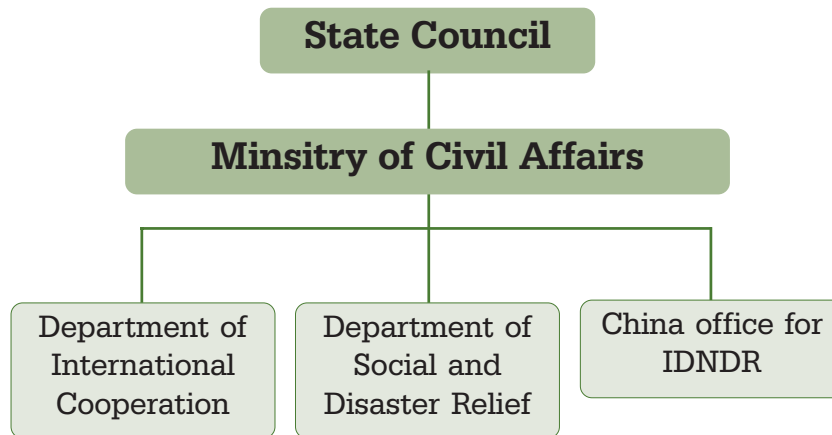 State Council
Minsitry of Civil Affairs
Department of
International
Cooperation
Department of
Social and
Disaster Relief
China office for
IDNDR